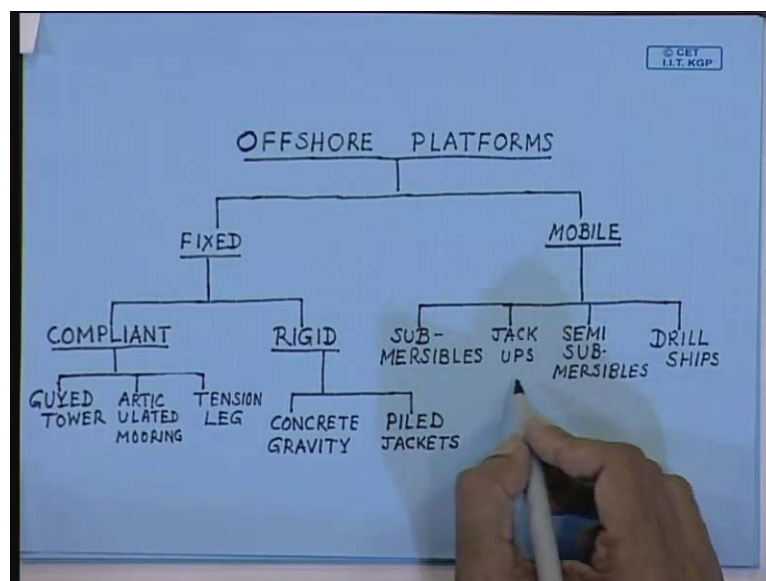 © CET
I.I.T. KGP
OFFSHORE PLATFORMS
FIXED
MOBILE
COMPLIANT
RIGID
SUB-
MERSIBLES
JACK
UPS
SEMI
SUB-
MERSIBLES
DRILL
SHIPS
GUYED
TOWER
ARTIC
ULATED
MOORING
TENSION
LEG
CONCRETE
GRAVITY
PILED
JACKETS